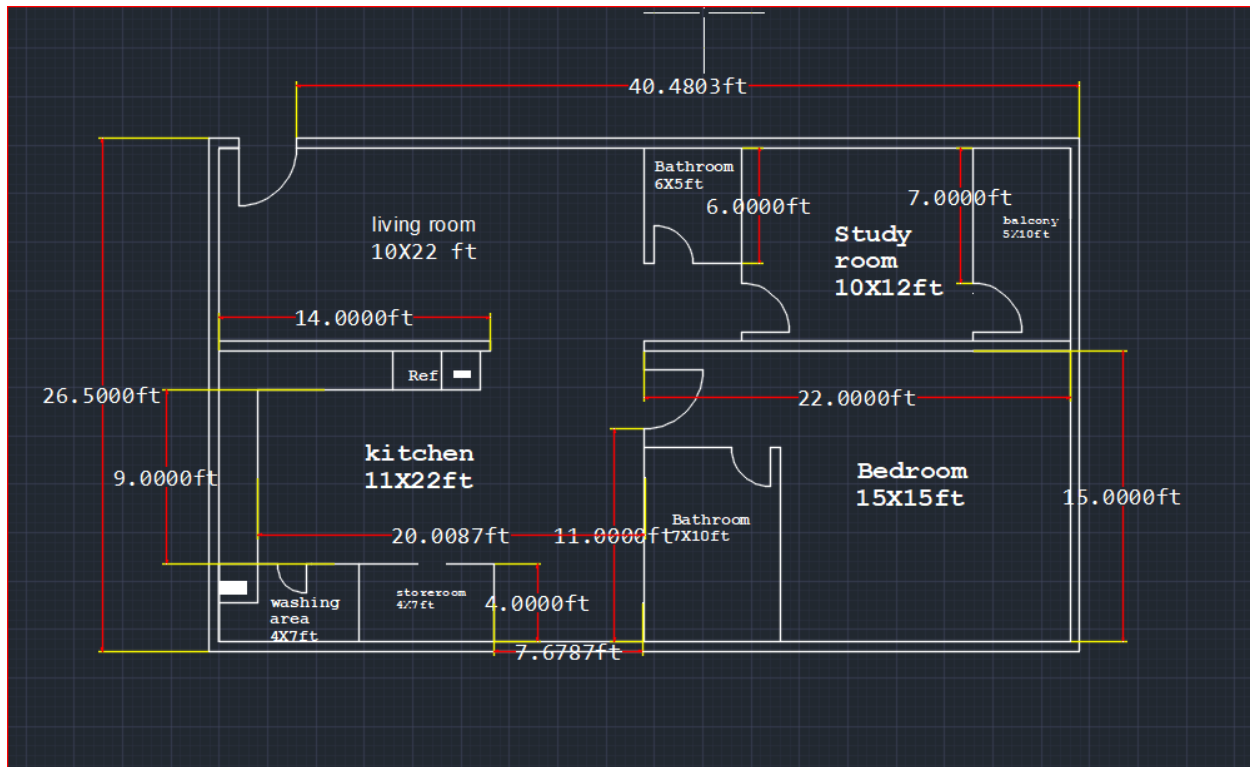 40.4803ft
Bathroom
6X5ft
6.0000ft
7.0000ft
balcony
5X10ft
living room
10X22 ft
Study
room
10X12ft
14.0000ft
Ref
26.5000ft
22.0000ft
kitchen
11X22ft
9.0000ft
Bedroom
15X15ft
15.0000ft
Bathroom
7X10ft
20.0087ft
11.0000ft
washing
area
4X7ft
storeroom
4X7ft
4.0000ft
7.6787ft